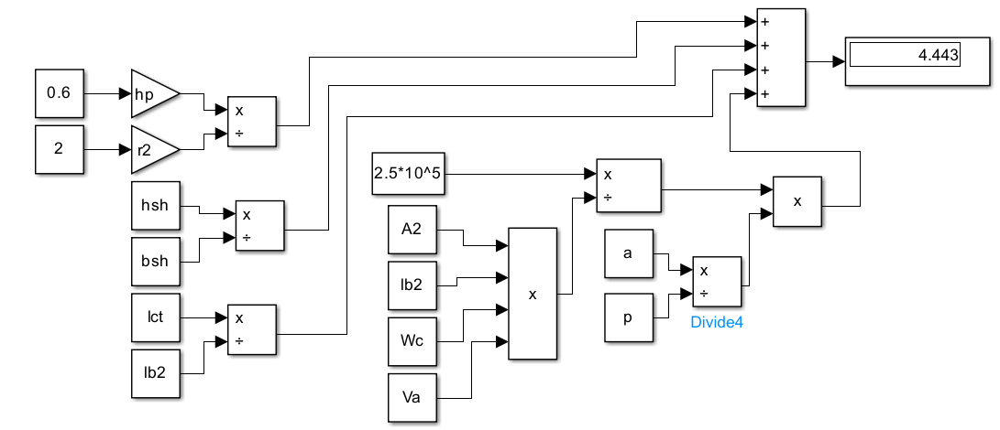 0.6
hp
x
÷
2
r2
hsh
x
÷
bsh
lct
x
÷
lb2
2.5*10^5
x
÷
A2
lb2
Wc
Va
x
a
x
÷
p
Divide4
x
+
+
+
+
4.443